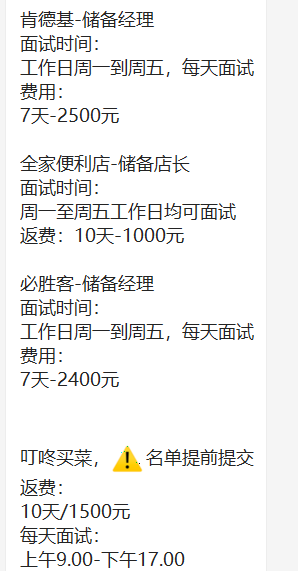 肯德基-储备经理
面试时间：
工作日周一到周五，每天面试
费用：
7天-2500元
全家便利店-储备店长
面试时间：
周一至周五工作日均可面试
返费：10天-1000元
必胜客-储备经理
面试时间：
工作日周一到周五，每天面试
费用：
7天-2400元
叮咚买菜，⚠️名单提前提交
返费：
10天/1500元
每天面试：
上午9.00-下午17.00